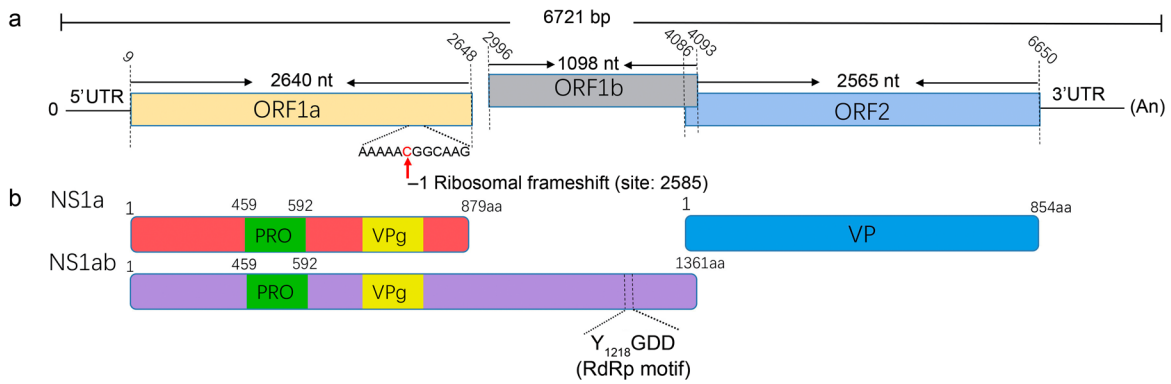 a
6721 bp
9
2648
2996
4086
4093
6650
2640 nt
1098 nt
2565 nt
0
5'UTR
ORF1a
ORF1b
ORF2
3'UTR
(An)
AAAAACGGCAAG
–1 Ribosomal frameshift (site: 2585)
b
NS1a
1
459
592
879aa
1
854aa
PRO
VPg
VP
NS1ab
1
459
592
1361aa
PRO
VPg
Y1218GDD
(RdRp motif)